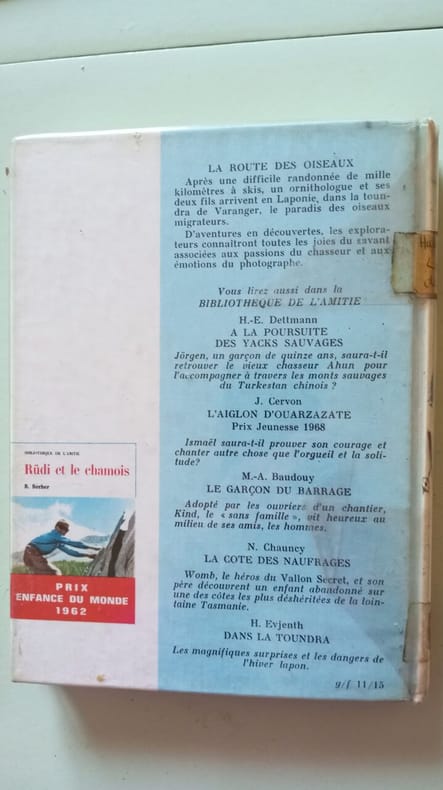 LA ROUTE DES OISEAUX
Après une difficile randonnée de mille
kilomètres à skis, un ornithologue et ses
deux fils arrivent en Laponie, dans la toun-
dra de Varanger, le paradis des oiseaux
migrateurs.
D'aventures en découvertes, les explora-
teurs connaîtront toutes les joies du savant
associées aux passions du chasseur et aux
émotions du photographe.
Vous lirez aussi dans la
BIBLIOTHEQUE DE L'AMITIE
H.-E. Dettmann
A LA POURSUITE
DES YACKS SAUVAGES
Jörgen, un garçon de quinze ans, saura-t-il
retrouver le vieux chasseur Ahun pour
l'accompagner à travers les monts sauvages
du Turkestan chinois ?
J. Cervon
L'AIGLON D'OUARZAZATE
Prix Jeunesse 1968
Ismaël saura-t-il prouver son courage et
chanter autre chose que l'orgueil et la soli-
tude?
M.-A. Baudouy
LE GARÇON DU BARRAGE
Adopté par les ouvriers d'un chantier,
Kind, le « sans famille », vit heureux au
milieu de ses amis, les hommes.
N. Chauncy
LA COTE DES NAUFRAGES
Womb, le héros du Vallon Secret, et son
père découvrent un enfant abandonné sur
une des côtes les plus déshéritées de la loin-
taine Tasmanie.
H. Evjenth
DANS LA TOUNDRA
Les magnifiques surprises et les dangers de
l'hiver lapon.
g/f 11/15
BIBLIOTHEQUE DE L'AMITIE
Rüdi et le chamois
PRIX
ENFANCE DU MONDE
1962